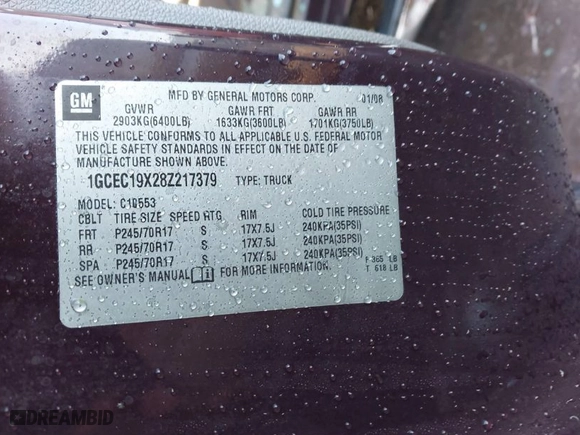 GM
MFD BY GENERAL MOTORS CORP. 01/08
GVWR GAWR FRT GAWR RR
2903KG(6400LB) 1633KG(3600LB) 1701KG(3750LB)
THIS VEHICLE CONFORMS TO ALL APPLICABLE U.S. FEDERAL MOTOR
VEHICLE SAFETY STANDARDS IN EFFECT ON THE DATE OF
MANUFACTURE SHOWN ABOVE.
1GCEC19X28Z217379 TYPE: TRUCK
MODEL: C10553
CBLT TIRE SIZE SPEED RTG RIM COLD TIRE PRESSURE
FRT P245/70R17 S 17X7.5J 240KPA(35PSI)
RR P245/70R17 S 17X7.5J 240KPA(35PSI)
SPA P245/70R17 S 17X7.5J 240KPA(35PSI)
SEE OWNER'S MANUAL FOR MORE INFORMATION.
P 365 LB
T 618 LB
DREAMBID